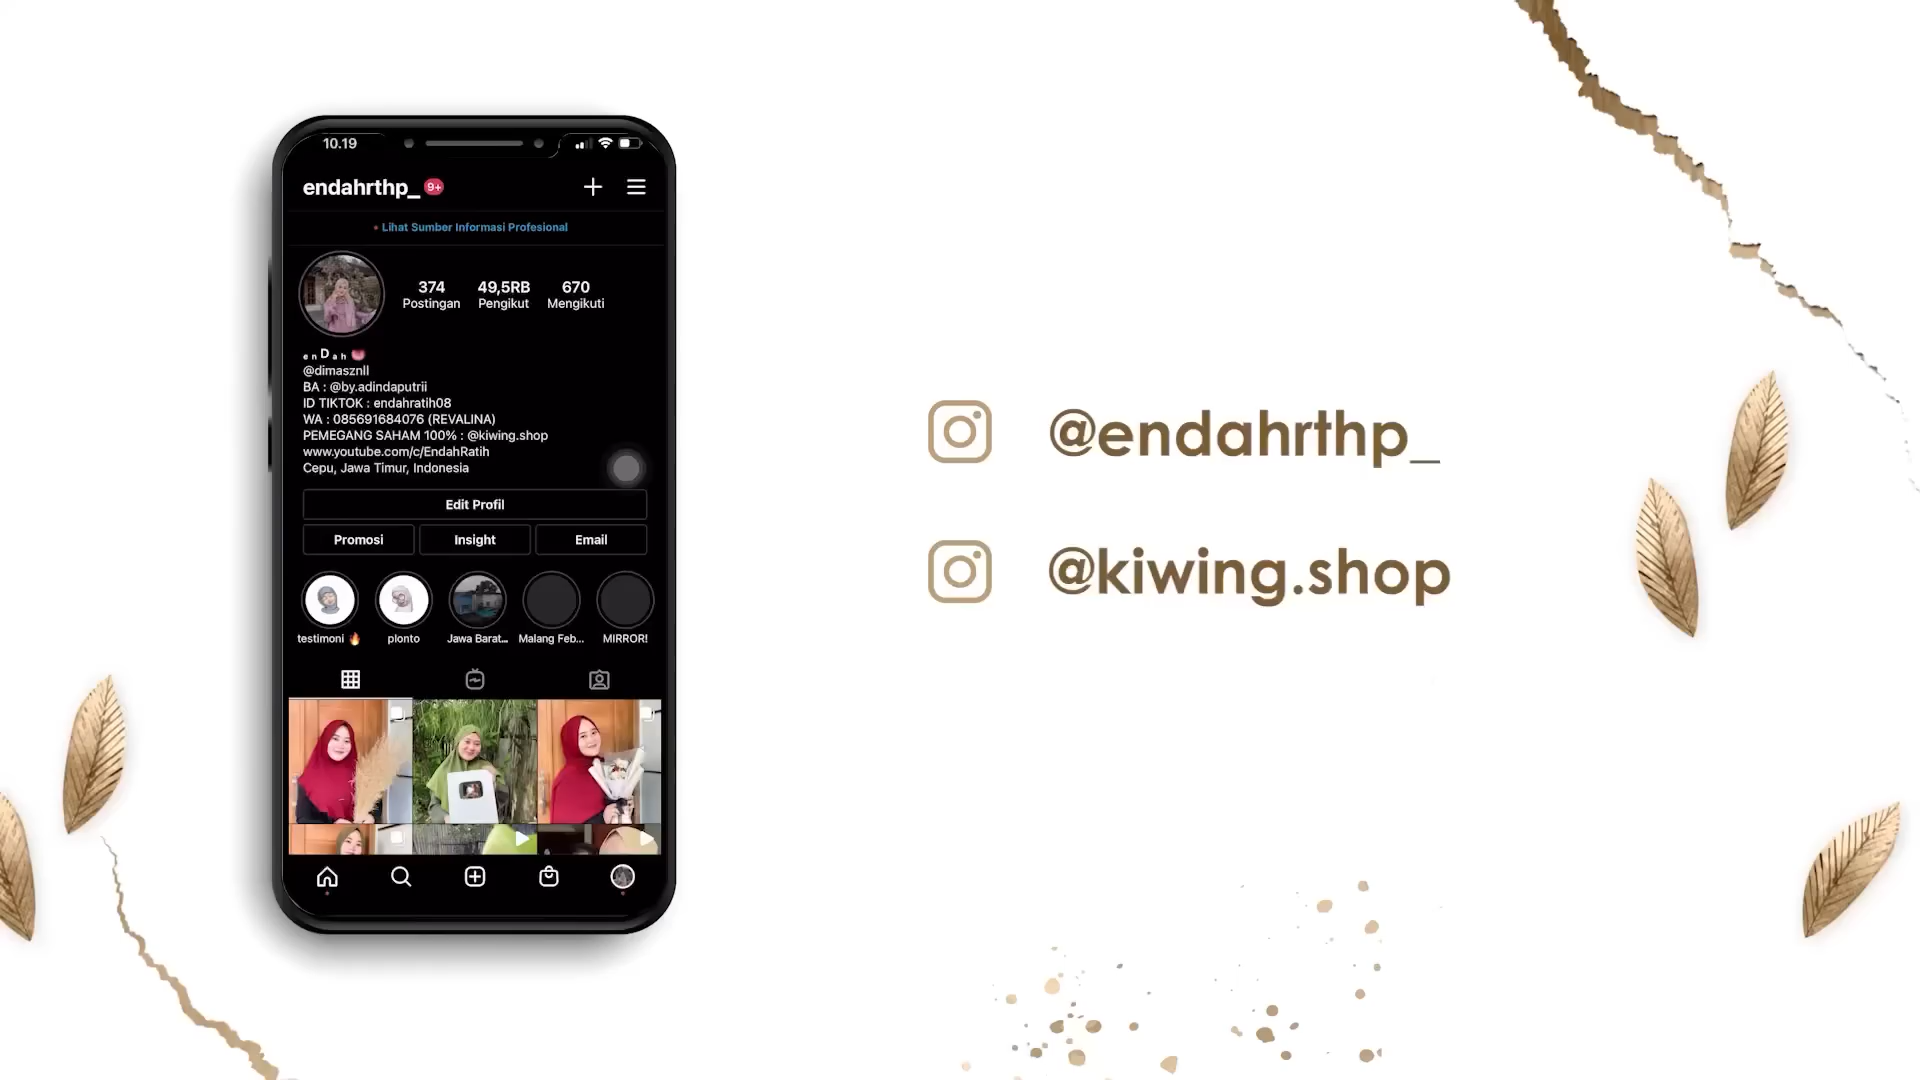 10.19
endahrthp_ 9+
Lihat Sumber Informasi Profesional
374 49,5RB 670
Postingan Pengikut Mengikuti
enDah 👅
@dimasznll
BA : @by.adindaputrii
ID TIKTOK : endahratih08
WA : 085691684076 (REVALINA)
PEMEGANG SAHAM 100% : @kiwing.shop
www.youtube.com/c/EndahRatih
Cepu, Jawa Timur, Indonesia
Edit Profil
Promosi Insight Email
testimoni 🔥 plonto Jawa Barat... Malang Feb... MIRROR!
@endahrthp_
@kiwing.shop